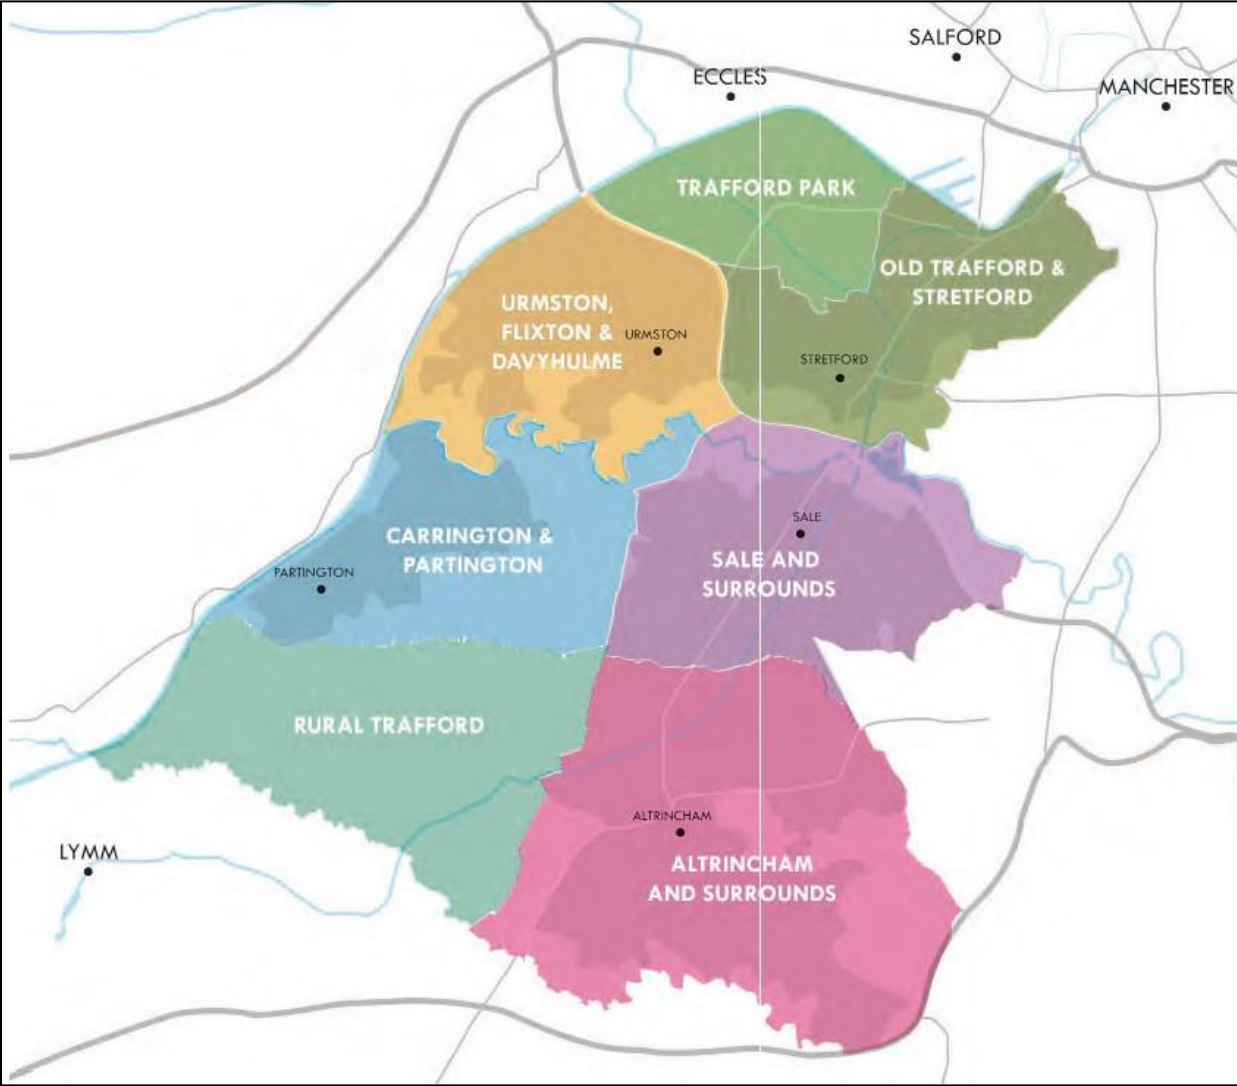 SALFORD
ECCLES
MANCHESTER
TRAFFORD PARK
OLD TRAFFORD &
STRETFORD
URMSTON,
FLIXTON &
DAVYHULME
URMSTON
STRETFORD
SALE
CARRINGTON &
PARTINGTON
PARTINGTON
SALE AND
SURROUNDS
RURAL TRAFFORD
ALTRINCHAM
LYMM
ALTRINCHAM
AND SURROUNDS